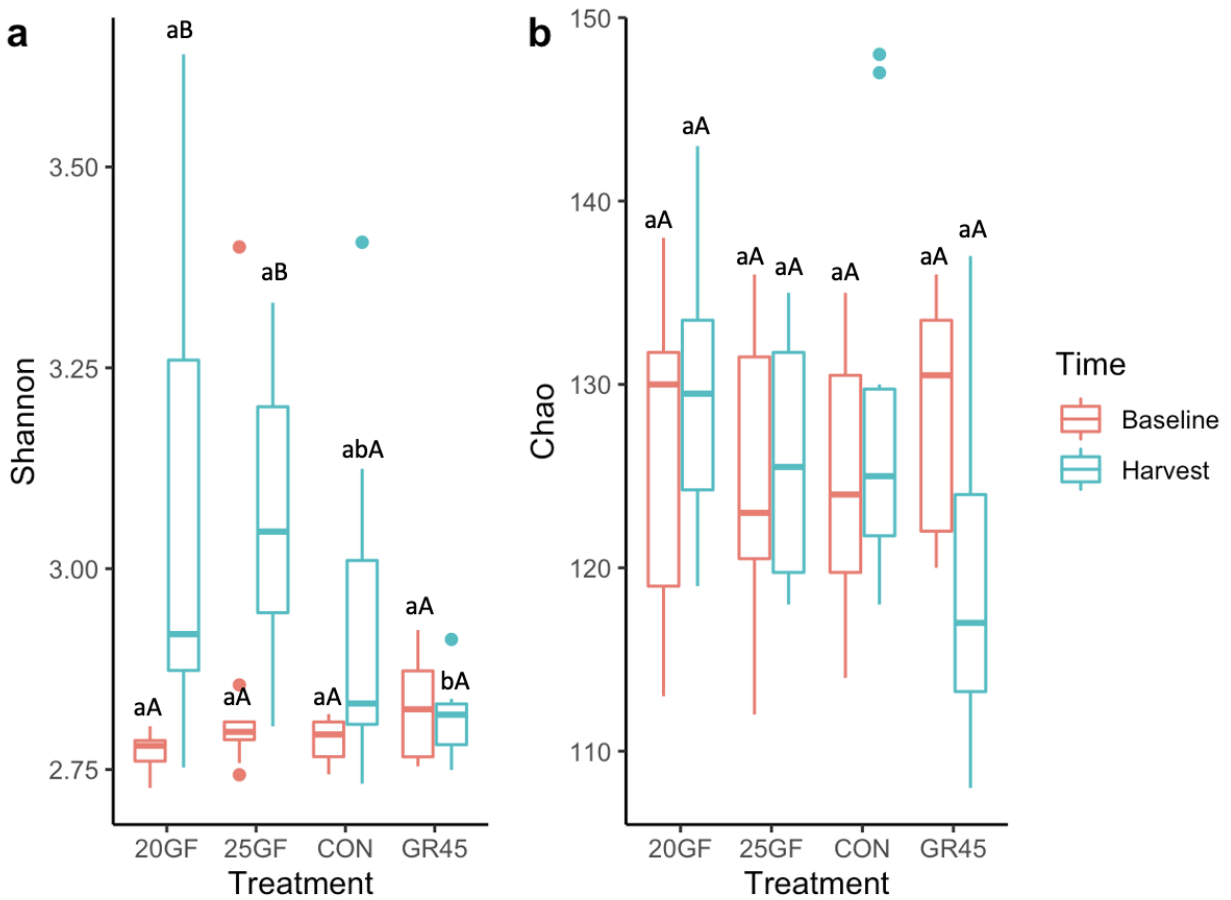 a
Shannon
3.50
3.25
3.00
2.75
aB
aB
abA
aA
aA
aA
aA
bA
20GF 25GF CON GR45
Treatment
b
Chao
150
140
130
120
110
aA
aA
aA
aA
aA
aA
aA
20GF 25GF CON GR45
Treatment
Time
Baseline
Harvest